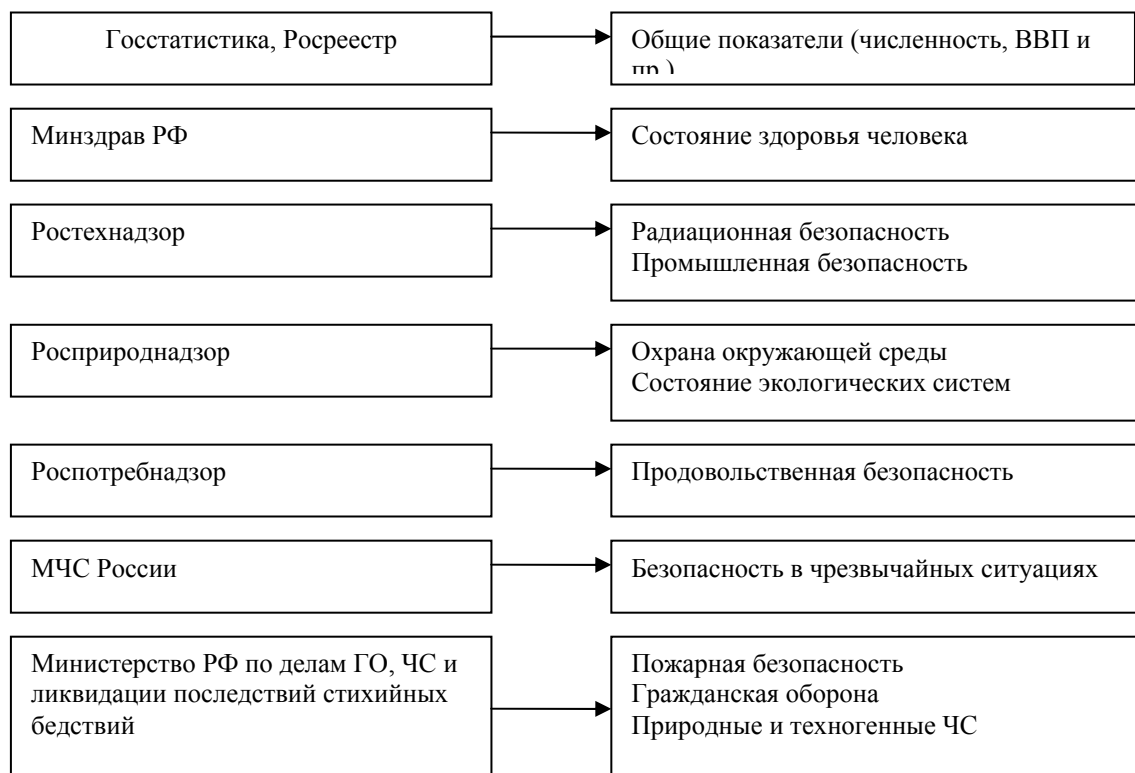 Госстатистика, Росреестр
Общие показатели (численность, ВВП и
пр.)
Минздрав РФ
Состояние здоровья человека
Ростехнадзор
Радиационная безопасность
Промышленная безопасность
Росприроднадзор
Охрана окружающей среды
Состояние экологических систем
Роспотребнадзор
Продовольственная безопасность
МЧС России
Безопасность в чрезвычайных ситуациях
Министерство РФ по делам ГО, ЧС и
ликвидации последствий стихийных
бедствий
Пожарная безопасность
Гражданская оборона
Природные и техногенные ЧС